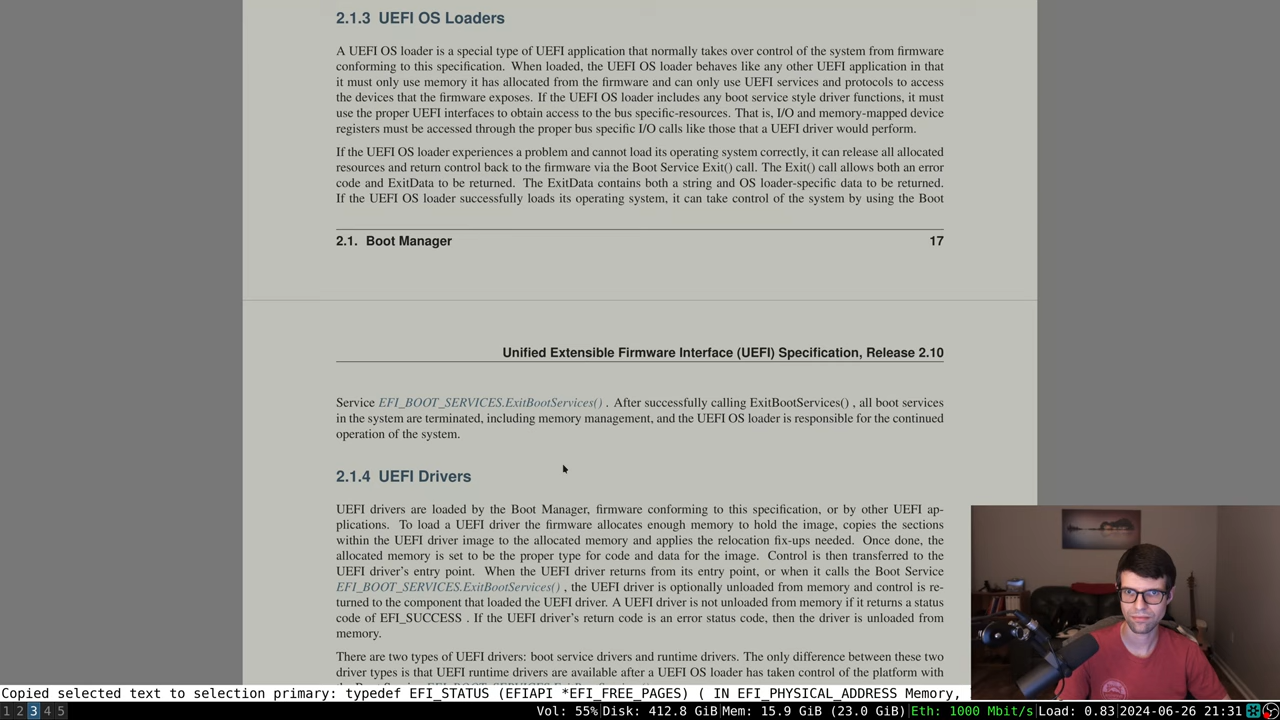 2.1.3 UEFI OS Loaders
A UEFI OS loader is a special type of UEFI application that normally takes over control of the system from firmware
conforming to this specification. When loaded, the UEFI OS loader behaves like any other UEFI application in that
it must only use memory it has allocated from the firmware and can only use UEFI services and protocols to access
the devices that the firmware exposes. If the UEFI OS loader includes any boot service style driver functions, it must
use the proper UEFI interfaces to obtain access to the bus specific-resources. That is, I/O and memory-mapped device
registers must be accessed through the proper bus specific I/O calls like those that a UEFI driver would perform.
If the UEFI OS loader experiences a problem and cannot load its operating system correctly, it can release all allocated
resources and return control back to the firmware via the Boot Service Exit() call. The Exit() call allows both an error
code and ExitData to be returned. The ExitData contains both a string and OS loader-specific data to be returned.
If the UEFI OS loader successfully loads its operating system, it can take control of the system by using the Boot
2.1. Boot Manager 17
Unified Extensible Firmware Interface (UEFI) Specification, Release 2.10
Service EFI_BOOT_SERVICES.ExitBootServices() . After successfully calling ExitBootServices() , all boot services
in the system are terminated, including memory management, and the UEFI OS loader is responsible for the continued
operation of the system.
2.1.4 UEFI Drivers
UEFI drivers are loaded by the Boot Manager, firmware conforming to this specification, or by other UEFI ap-
plications. To load a UEFI driver the firmware allocates enough memory to hold the image, copies the sections
within the UEFI driver image to the allocated memory and applies the relocation fix-ups needed. Once done, the
allocated memory is set to be the proper type for code and data for the image. Control is then transferred to the
UEFI driver's entry point. When the UEFI driver returns from its entry point, or when it calls the Boot Service
EFI_BOOT_SERVICES.ExitBootServices() , the UEFI driver is optionally unloaded from memory and control is re-
turned to the component that loaded the UEFI driver. A UEFI driver is not unloaded from memory if it returns a status
code of EFI_SUCCESS . If the UEFI driver's return code is an error status code, then the driver is unloaded from
memory.
There are two types of UEFI drivers: boot service drivers and runtime drivers. The only difference between these two
driver types is that UEFI runtime drivers are available after a UEFI OS loader has taken control of the platform with
Copied selected text to selection primary: typedef EFI_STATUS (EFIAPI *EFI_FREE_PAGES) ( IN EFI_PHYSICAL_ADDRESS Memory,
1 2 3 4 5 Vol: 55% Disk: 412.8 GiB Mem: 15.9 GiB (23.0 GiB) Eth: 1000 Mbit/s Load: 0.83 2024-06-26 21:31